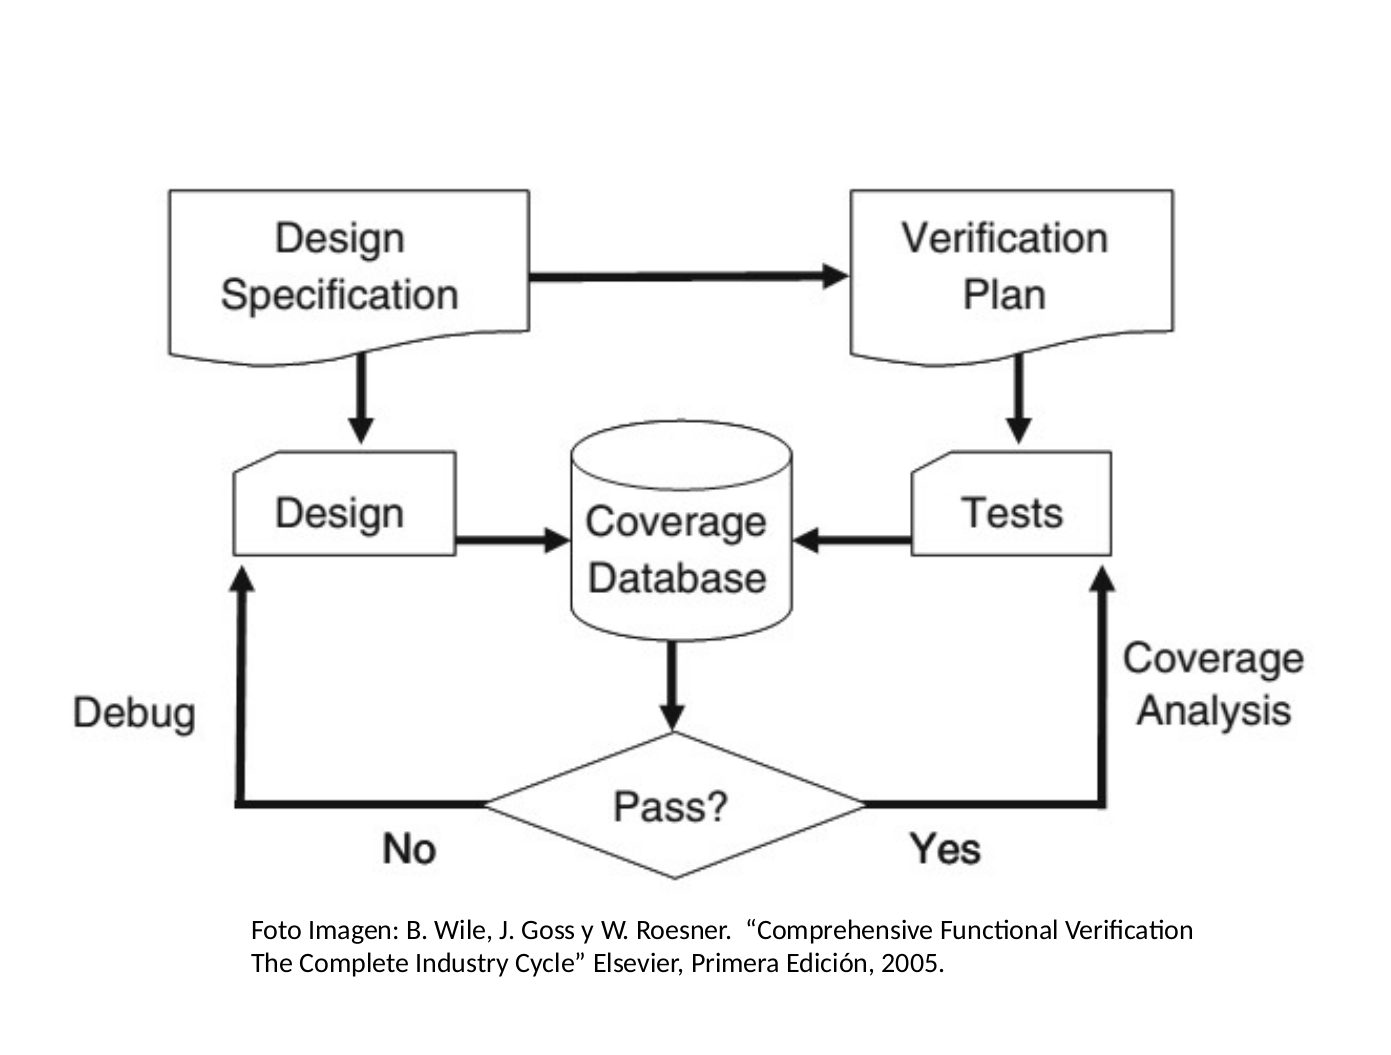 Design
Specification
Verification
Plan
Design
Coverage
Database
Tests
Debug
Coverage
Analysis
Pass?
No
Yes
Foto Imagen: B. Wile, J. Goss y W. Roesner.  “Comprehensive Functional Verification
The Complete Industry Cycle” Elsevier, Primera Edición, 2005.